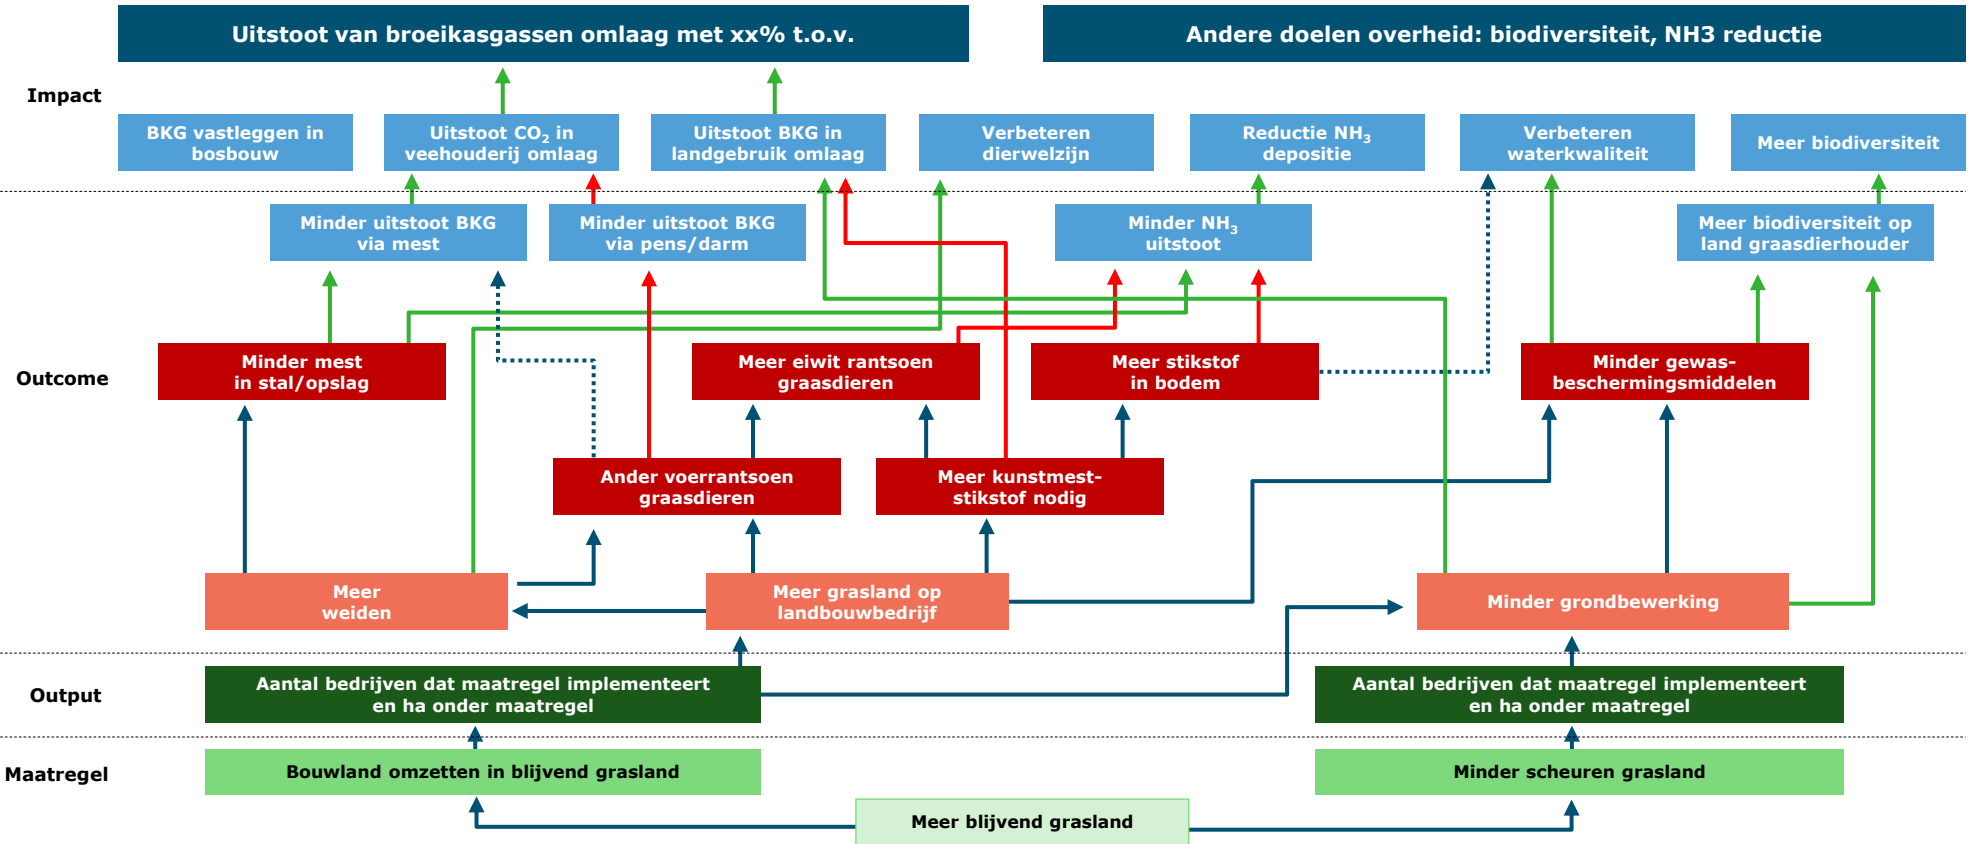 Uitstoot van broeikasgassen omlaag met xx% t.o.v.
Andere doelen overheid: biodiversiteit, NH3 reductie
Impact
BKG vastleggen in
bosbouw
Uitstoot CO₂ in
veehouderij omlaag
Uitstoot BKG in
landgebruik omlaag
Verbeteren
dierwelzijn
Reductie NH₃
depositie
Verbeteren
waterkwaliteit
Meer biodiversiteit
Minder uitstoot BKG
via mest
Minder uitstoot BKG
via pens/darm
Minder NH₃
uitstoot
Meer biodiversiteit op
land graasdierhouder
Outcome
Minder mest
in stal/opslag
Meer eiwit rantsoen
graasdieren
Meer stikstof
in bodem
Minder gewas-
beschermingsmiddelen
Ander voerrantsoen
graasdieren
Meer kunstmest-
stikstof nodig
Meer
weiden
Meer grasland op
landbouwbedrijf
Minder grondbewerking
Output
Aantal bedrijven dat maatregel implementeert
en ha onder maatregel
Aantal bedrijven dat maatregel implementeert
en ha onder maatregel
Maatregel
Bouwland omzetten in blijvend grasland
Minder scheuren grasland
Meer blijvend grasland